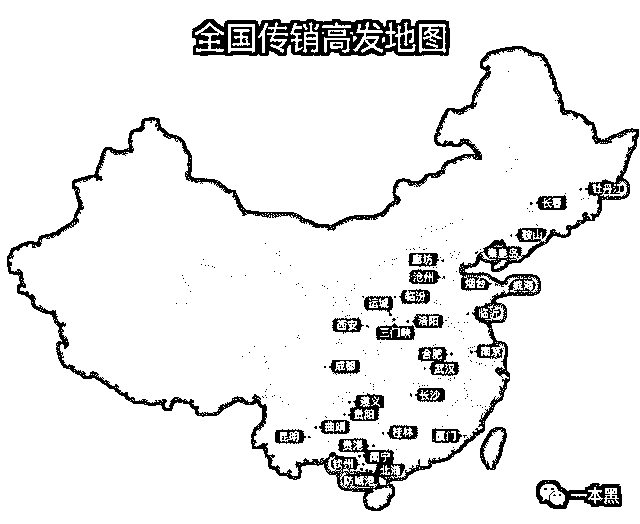 全国传销高发地图
牡丹江
长春
鞍山
秦皇岛
廊坊
沧州
烟台
威海
临汾
运城
连云港
洛阳
西安
三门峡
南京
合肥
武汉
成都
长沙
遵义
贵阳
曲靖
桂林
厦门
昆明
贵港
南宁
钦州
北海
防城港
一本黑